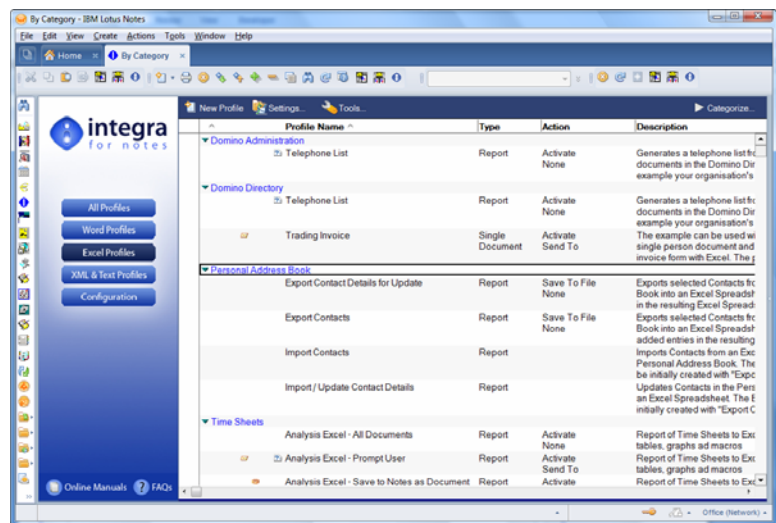 By Category - IBM Lotus Notes
File Edit View Create Actions Tools Window Help
Home By Category
New Profile Settings... Tools... Categorize...
integra
for notes
Profile Name Type Action Description
Domino Administration
Telephone List Report Activate Generates a telephone list fro
None documents in the Domino Dir
example your organisation's
Domino Directory
Telephone List Report Activate Generates a telephone list fro
None documents in the Domino Dir
example your organisation's
Trading Invoice Single Activate The example can be used wi
Document Send To single person document and
invoice form with Excel. The p
Personal Address Book
Export Contact Details for Update Report Save To File Exports selected Contacts fro
None Book into an Excel Spreadsh
in the resulting Excel Spreads
Export Contacts Report Save To File Exports selected Contacts fro
None Book into an Excel Spreadsh
added entries in the resulting
Import Contacts Report Imports Contacts from an Exc
Personal Address Book. The
be initially created with "Expo
Import / Update Contact Details Report Updates Contacts in the Pers
an Excel Spreadsheet. The E
initially created with "Export C
Time Sheets
Analysis Excel - All Documents Report Activate Report of Time Sheets to Exc
None tables, graphs ad macros
Analysis Excel - Prompt User Report Activate Report of Time Sheets to Exc
Send To tables, graphs ad macros
Analysis Excel - Save to Notes as Document Report Activate Report of Time Sheets to Exc
All Profiles
Word Profiles
Excel Profiles
XML & Text Profiles
Configuration
Online Manuals FAQs
Office (Network)